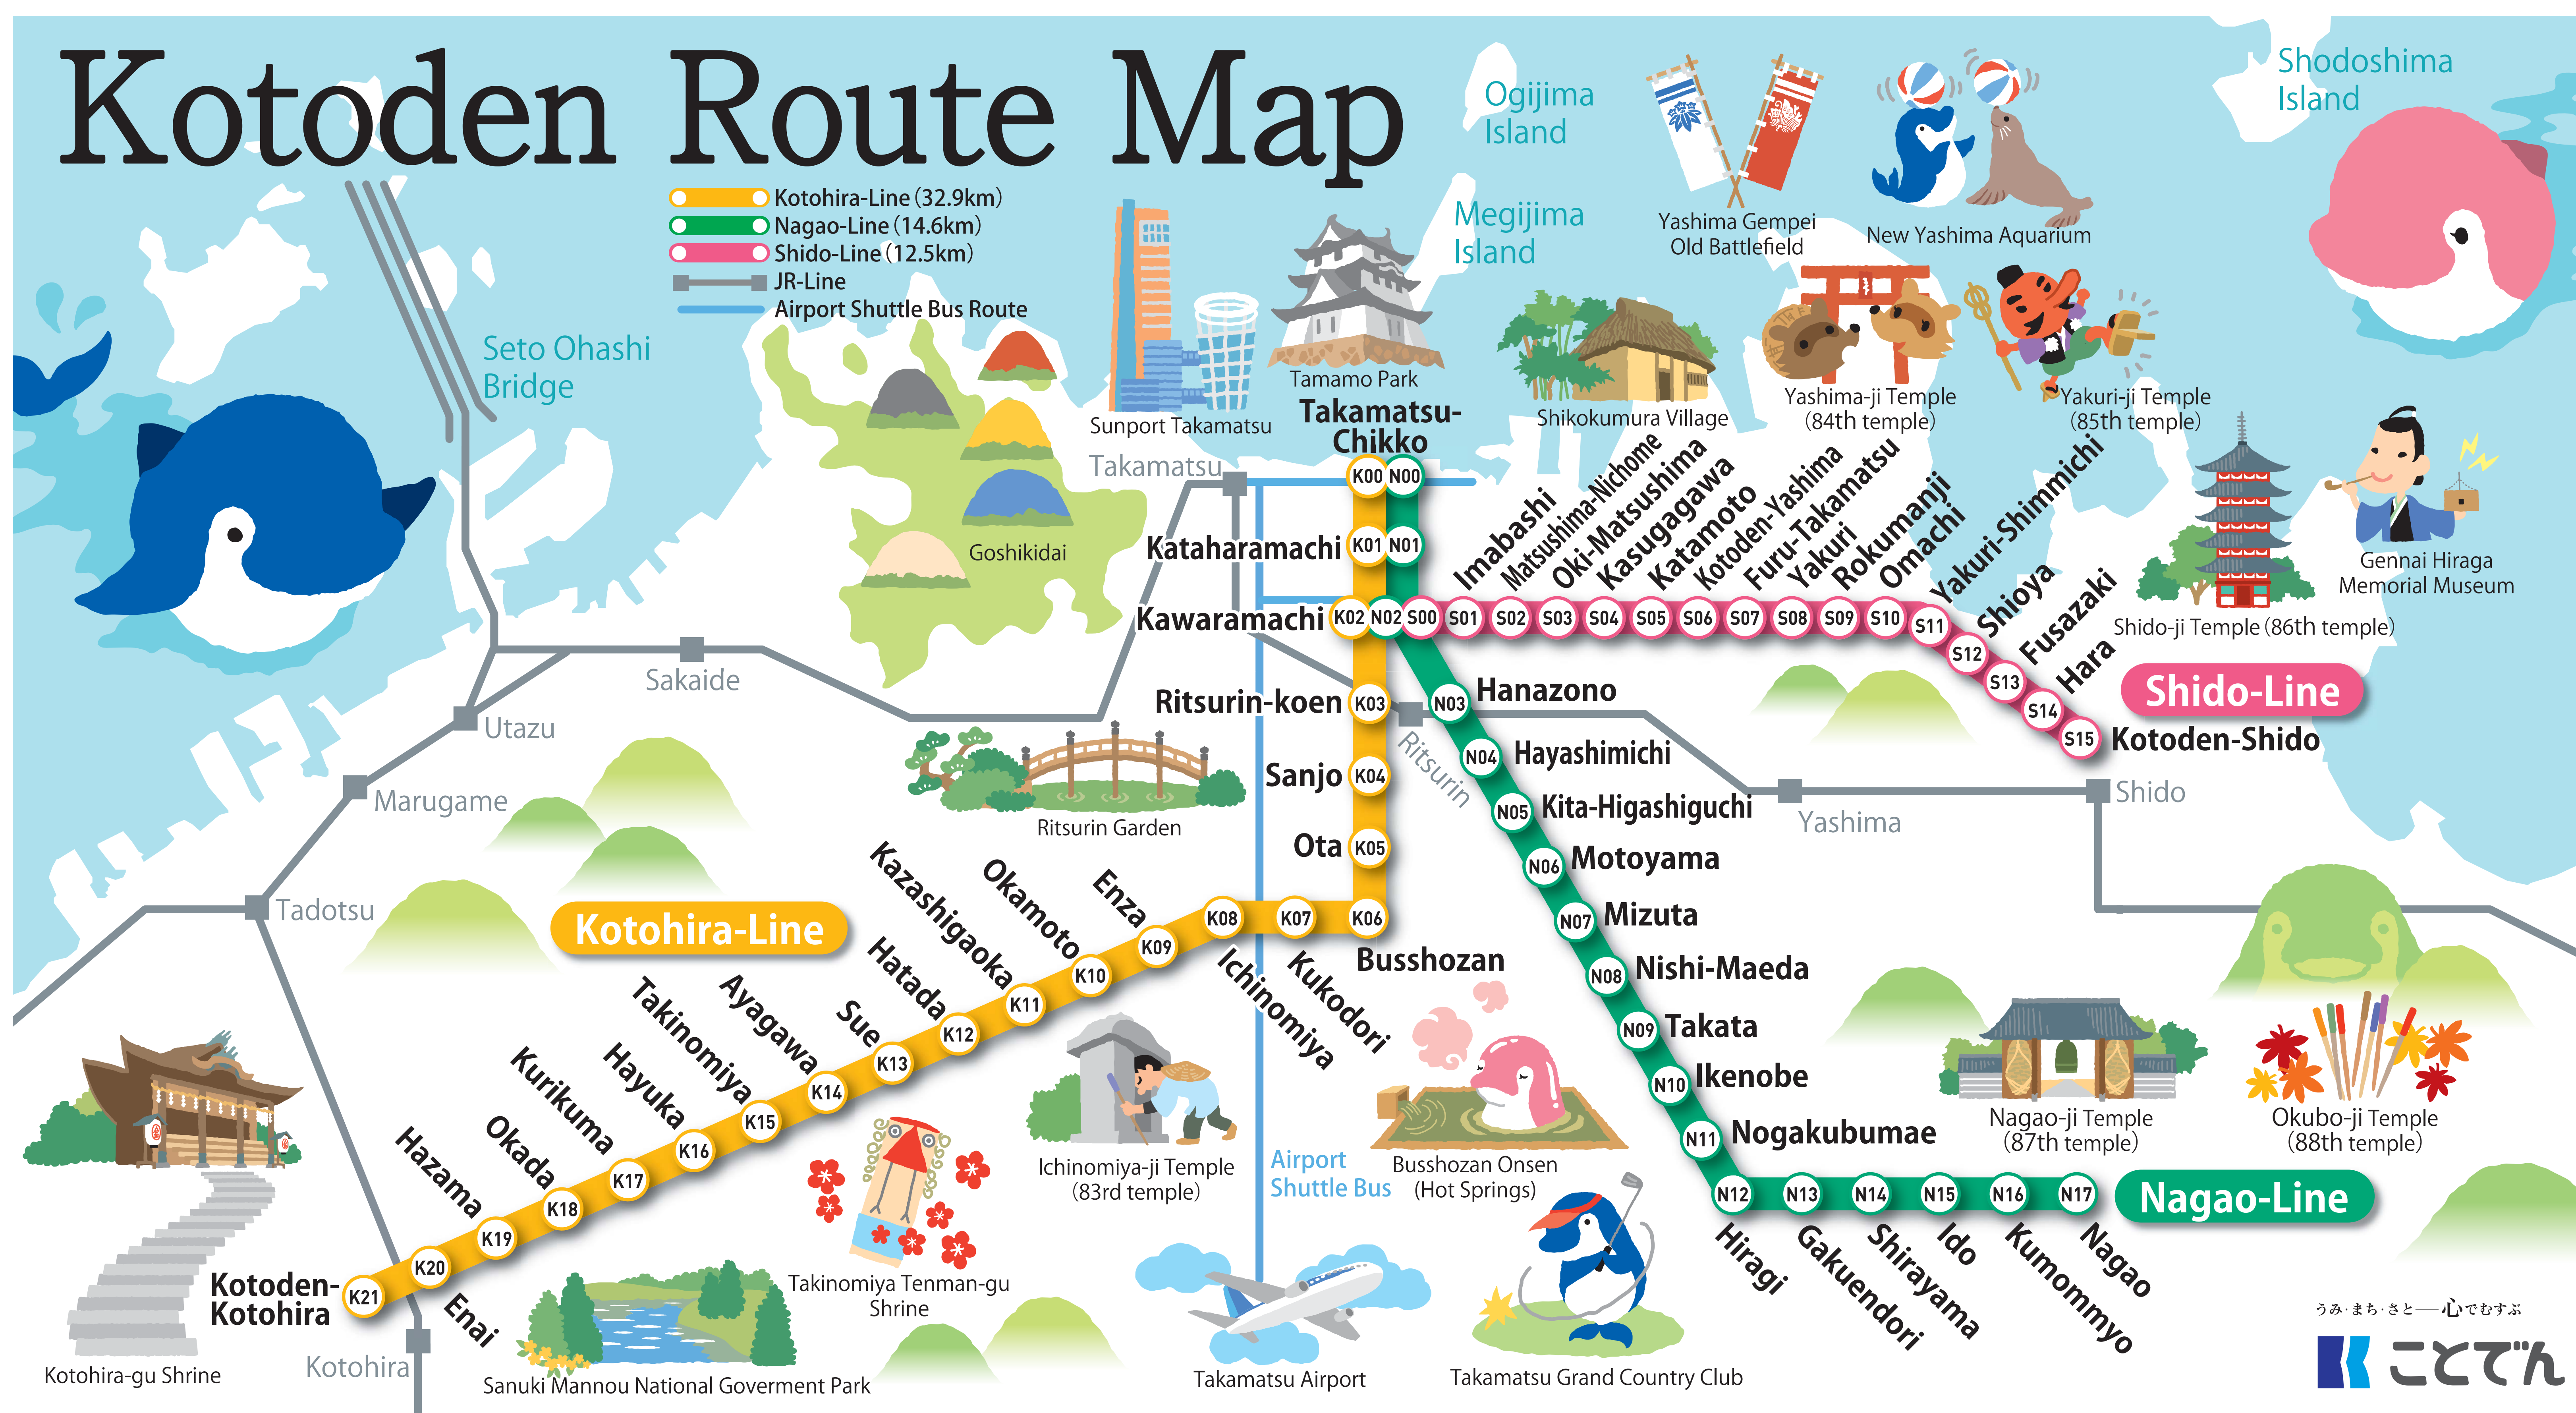 Kotoden Route Map
Kotohira-Line (32.9km)
Nagao-Line (14.6km)
Shido-Line (12.5km)
JR-Line
Airport Shuttle Bus Route
Seto Ohashi
Bridge
Ogijima
Island
Megijima
Island
Shodoshima
Island
Yashima Gempei
Old Battlefield
New Yashima Aquarium
Sunport Takamatsu
Tamamo Park
Shikokumura Village
Yashima-ji Temple
(84th temple)
Yakuri-ji Temple
(85th temple)
Gennai Hiraga
Memorial Museum
Shido-ji Temple (86th temple)
Goshikidai
Takamatsu-
Chikko
K00 N00
Kataharamachi K01 N01
Kawaramachi K02 N02 S00
S01 Imabashi
S02 Matsushima-Nichome
S03 Oki-Matsushima
S04 Kasugagawa
S05 Katamoto
S06 Kotoden-Yashima
S07 Furu-Takamatsu
S08 Yakuri
S09 Rokumanji
S10 Omachi
S11 Yakuri-Shimmichi
S12 Shioya
S13 Fusazaki
S14 Hara
S15 Kotoden-Shido
Shido-Line
Ritsurin-koen K03
Sanjo K04
Ota K05
K06 Busshozan
K07 Kukodori
K08 Ichinomiya
K09 Enza
K10 Okamoto
K11 Kazashigaoka
K12 Hatada
K13 Sue
K14 Ayagawa
K15 Takinomiya
K16 Hayuka
K17 Kurikuma
K18 Okada
K19 Hazama
K20 Enai
K21 Kotoden-
Kotohira
Kotohira-Line
N03 Hanazono
N04 Hayashimichi
N05 Kita-Higashiguchi
N06 Motoyama
N07 Mizuta
N08 Nishi-Maeda
N09 Takata
N10 Ikenobe
N11 Nogakubumae
N12 Hiragi
N13 Gakuendori
N14 Shirayama
N15 Ido
N16 Kumommyo
N17 Nagao
Nagao-Line
Takamatsu
Sakaide
Utazu
Marugame
Tadotsu
Kotohira
Ritsurin
Yashima
Shido
Ritsurin Garden
Ichinomiya-ji Temple
(83rd temple)
Airport
Shuttle Bus
Busshozan Onsen
(Hot Springs)
Nagao-ji Temple
(87th temple)
Okubo-ji Temple
(88th temple)
Takinomiya Tenman-gu
Shrine
Kotohira-gu Shrine
Sanuki Mannou National Goverment Park
Takamatsu Airport
Takamatsu Grand Country Club
うみ・まち・さと──心でむすぶ
ことでん